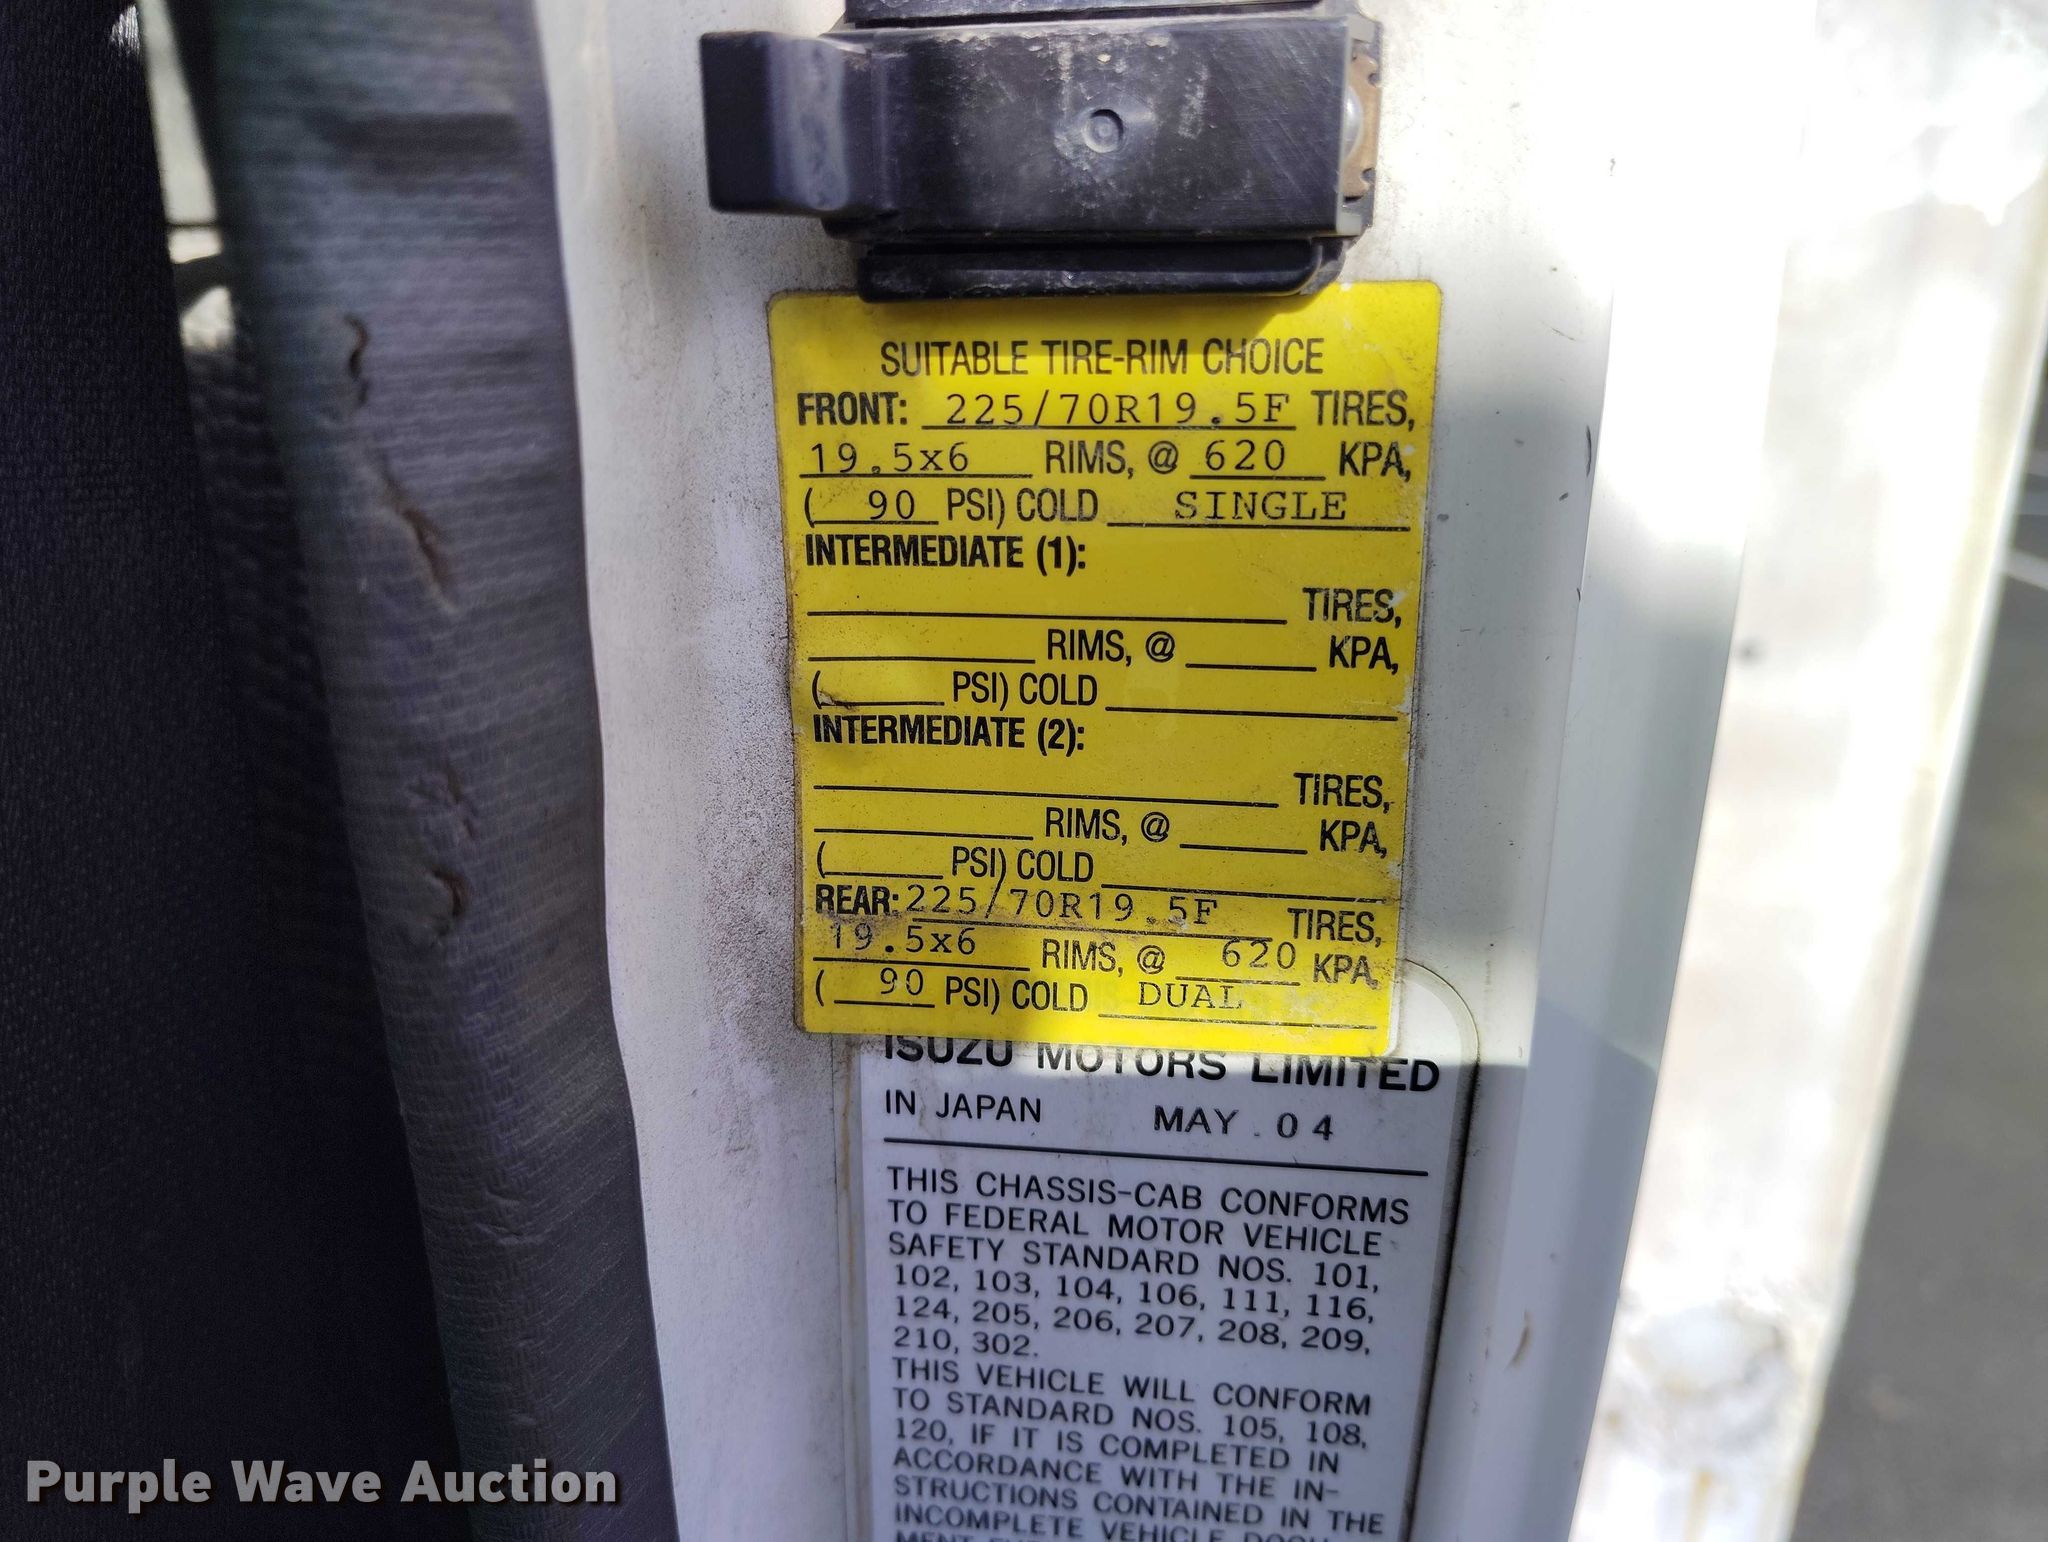 SUITABLE TIRE-RIM CHOICE
FRONT: 225/70R19.5F TIRES,
19.5x6 RIMS, @ 620 KPA,
( 90 PSI) COLD SINGLE
INTERMEDIATE (1):
TIRES,
RIMS, @ KPA,
( PSI) COLD
INTERMEDIATE (2):
TIRES,
RIMS, @ KPA,
( PSI) COLD
REAR: 225/70R19.5F TIRES,
19.5x6 RIMS, @ 620 KPA,
( 90 PSI) COLD DUAL
ISUZU MOTORS LIMITED
IN JAPAN MAY . 04
THIS CHASSIS-CAB CONFORMS
TO FEDERAL MOTOR VEHICLE
SAFETY STANDARD NOS. 101,
102, 103, 104, 106, 111, 116,
124, 205, 206, 207, 208, 209,
210, 302.
THIS VEHICLE WILL CONFORM
TO STANDARD NOS. 105, 108,
120, IF IT IS COMPLETED IN
ACCORDANCE WITH THE IN-
STRUCTIONS CONTAINED IN THE
INCOMPLETE VEHICLE
Purple Wave Auction